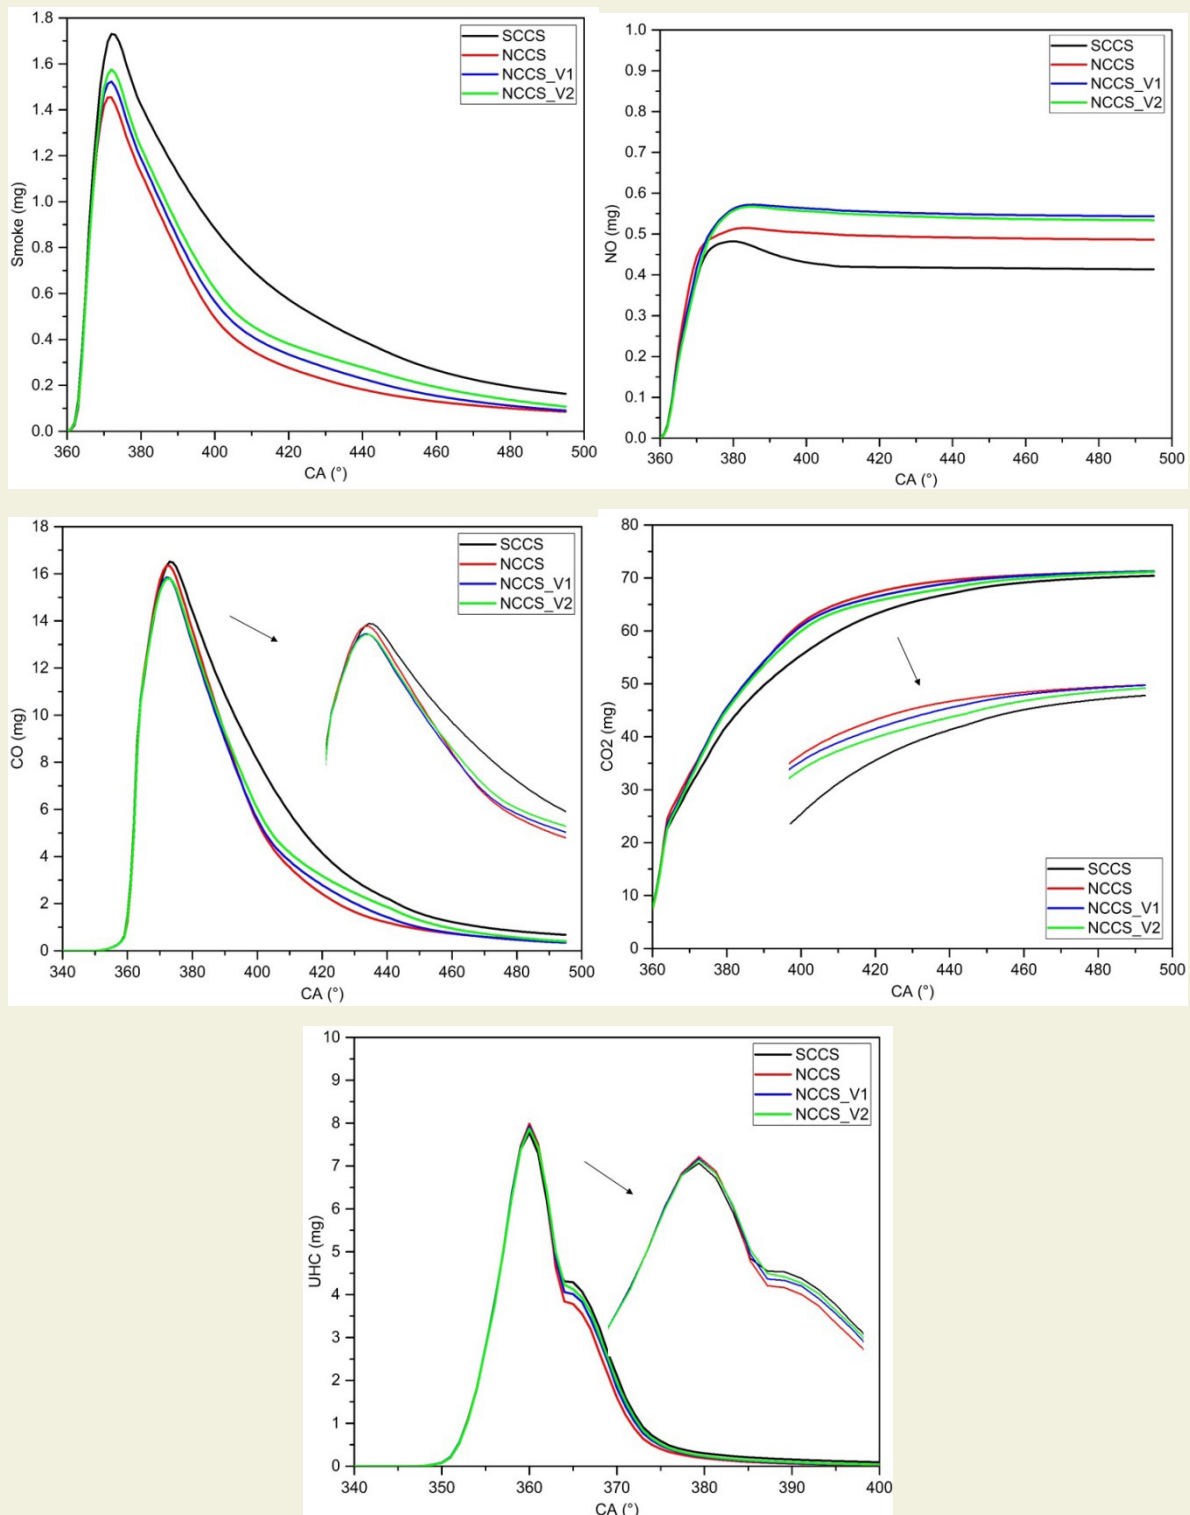 1.8
1.6
1.4
1.2
1.0
0.8
0.6
0.4
0.2
0.0
Smoke (mg)
SCCS
NCCS
NCCS_V1
NCCS_V2
360 380 400 420 440 460 480 500
CA (°)
1.0
0.9
0.8
0.7
0.6
0.5
0.4
0.3
0.2
0.1
0.0
NO (mg)
SCCS
NCCS
NCCS_V1
NCCS_V2
360 380 400 420 440 460 480 500
CA (°)
18
16
14
12
10
8
6
4
2
0
CO (mg)
SCCS
NCCS
NCCS_V1
NCCS_V2
340 360 380 400 420 440 460 480 500
CA (°)
80
70
60
50
40
30
20
10
0
CO2 (mg)
SCCS
NCCS
NCCS_V1
NCCS_V2
360 380 400 420 440 460 480 500
CA (°)
10
9
8
7
6
5
4
3
2
1
0
UHC (mg)
SCCS
NCCS
NCCS_V1
NCCS_V2
340 350 360 370 380 390 400
CA (°)